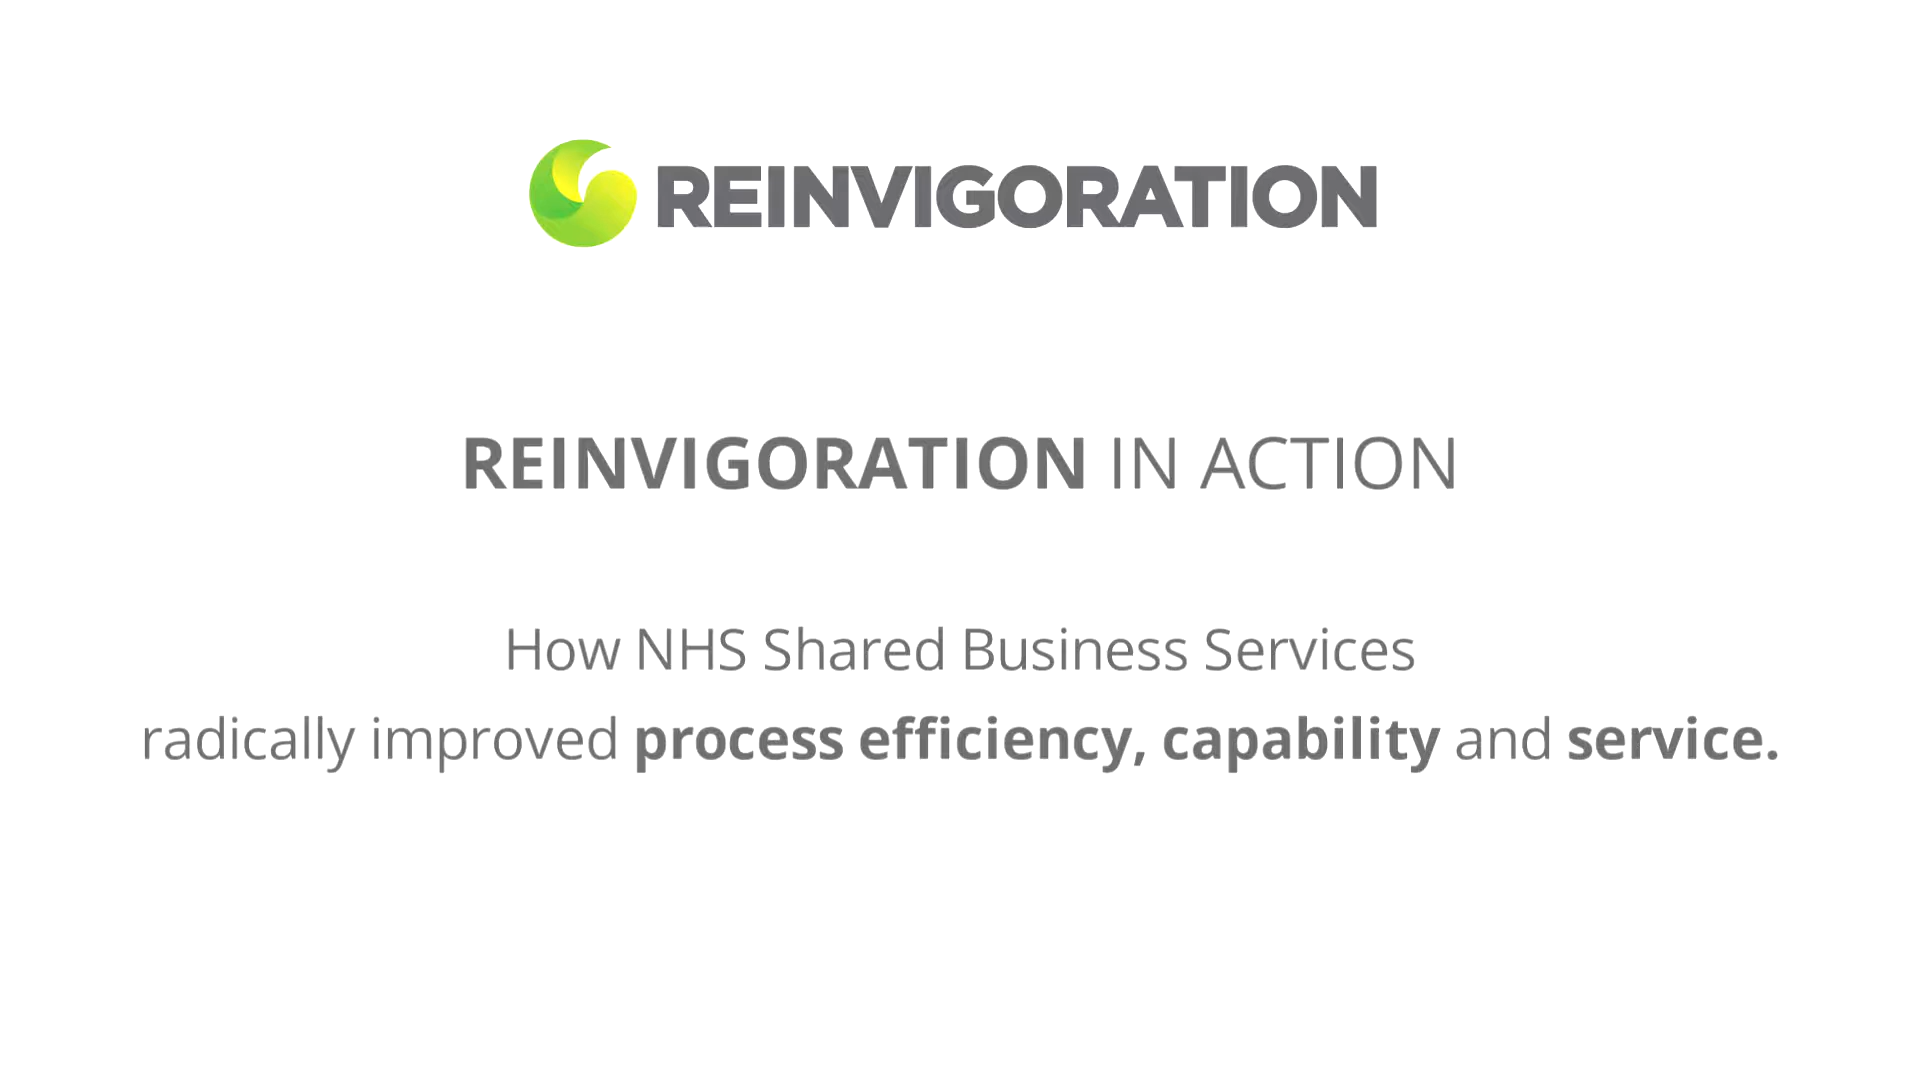 REINVIGORATION
REINVIGORATION IN ACTION
How NHS Shared Business Services
radically improved process efficiency, capability and service.